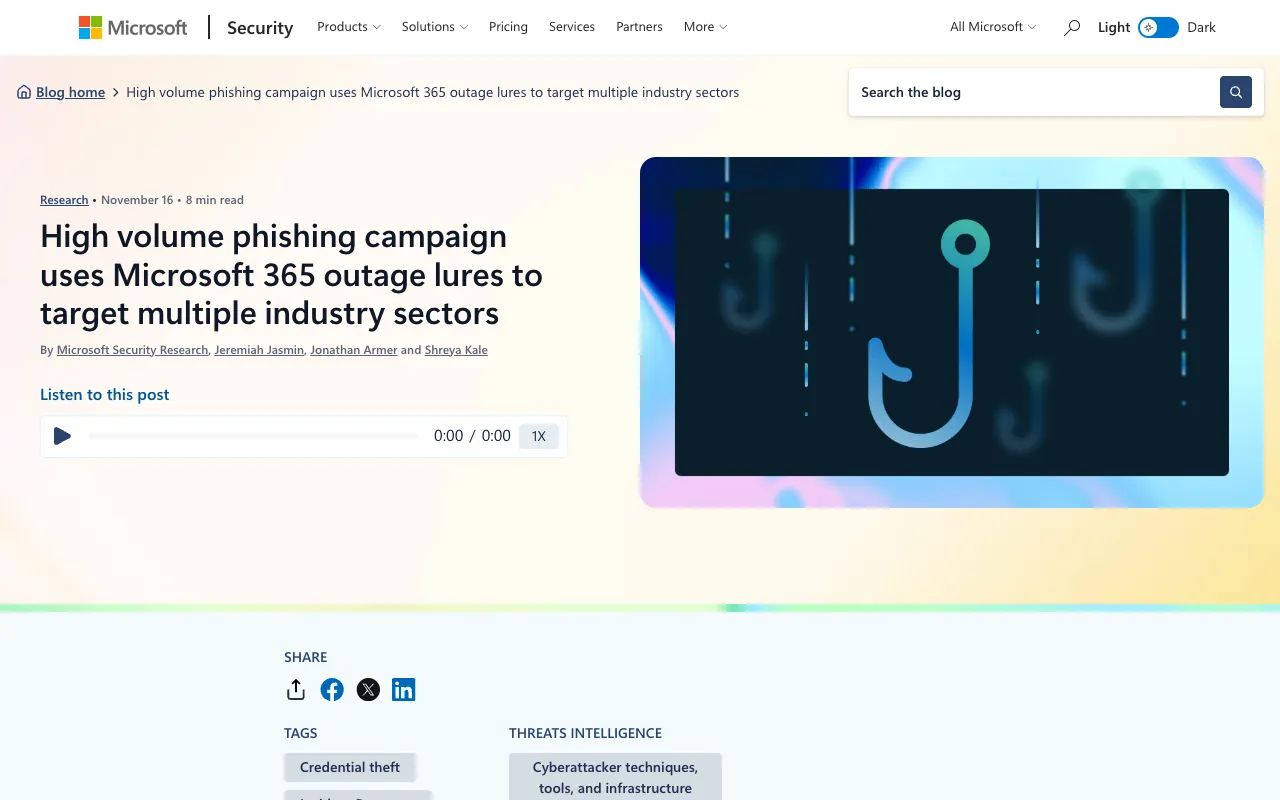 Microsoft
Security
Products
Solutions
Pricing
Services
Partners
More
All Microsoft
Light
Dark
Blog home
High volume phishing campaign uses Microsoft 365 outage lures to target multiple industry sectors
Search the blog
Research • November 16 • 8 min read
High volume phishing campaign
uses Microsoft 365 outage lures to
target multiple industry sectors
By Microsoft Security Research, Jeremiah Jasmin, Jonathan Armer and Shreya Kale
Listen to this post
0:00 / 0:00
1X
SHARE
TAGS
Credential theft
THREATS INTELLIGENCE
Cyberattacker techniques,
tools, and infrastructure